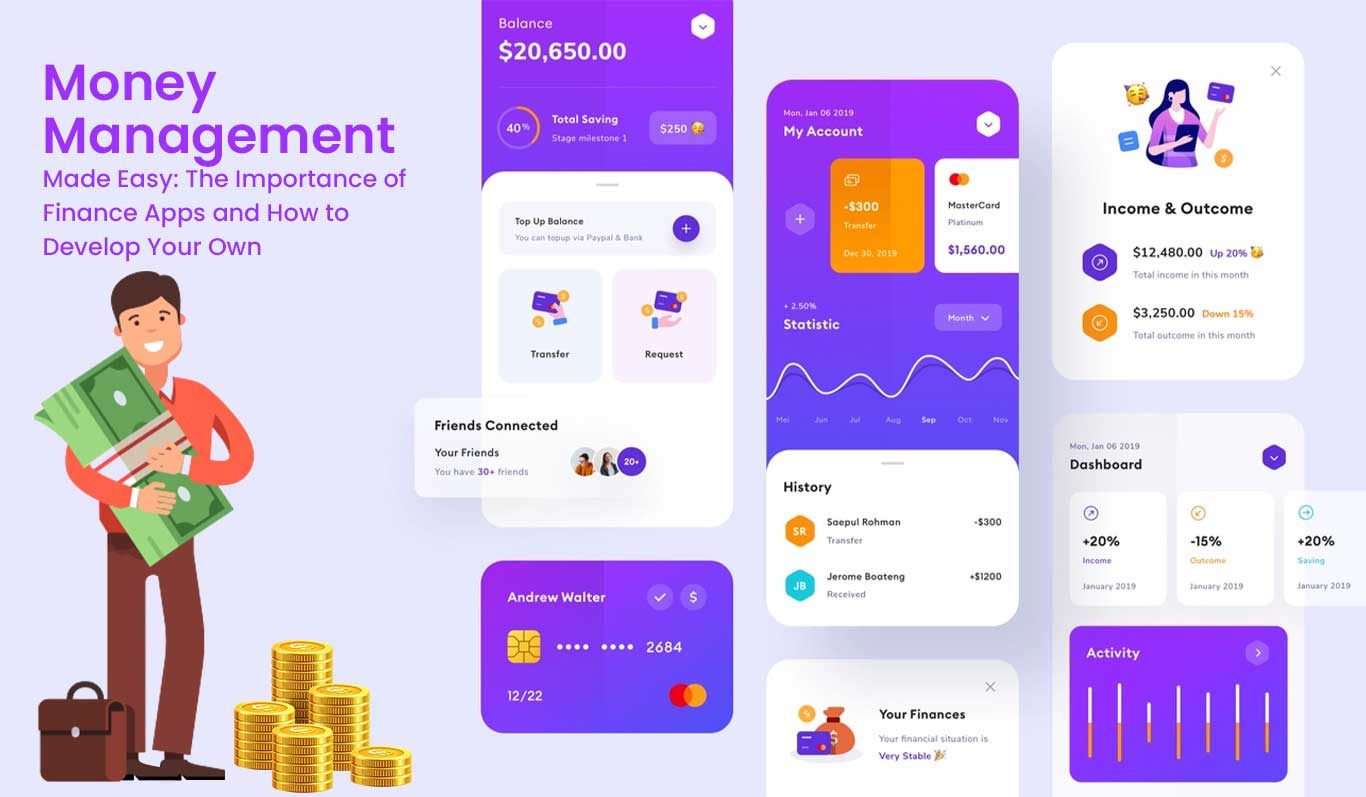 Money
Management
Made Easy: The Importance of
Finance Apps and How to
Develop Your Own
Balance
$20,650.00
40%
Total Saving
Stage milestone 1
$250
Top Up Balance
You can topup via Paypal & Bank
Transfer
Request
Friends Connected
Your Friends
You have 30+ friends
20+
Andrew Walter
$
2684
12/22
Mon, Jan 06 2019
My Account
-$300
Transfer
Dec 30, 2019
MasterCard
Platinum
$1,560.00
+ 2.50%
Statistic
Month
Mei Jun Jul Aug Sep Oct Nov
History
SR
Saepul Rohman
-$300
Transfer
JB
Jerome Boateng
+$1200
Received
Your Finances
Your financial situation is
Very Stable
Income & Outcome
$12,480.00 Up 20%
Total income in this month
$3,250.00 Down 15%
Total outcome in this month
Mon, Jan 06 2019
Dashboard
+20%
Income
January 2019
-15%
Outcome
January 2019
+20%
Saving
January 2019
Activity